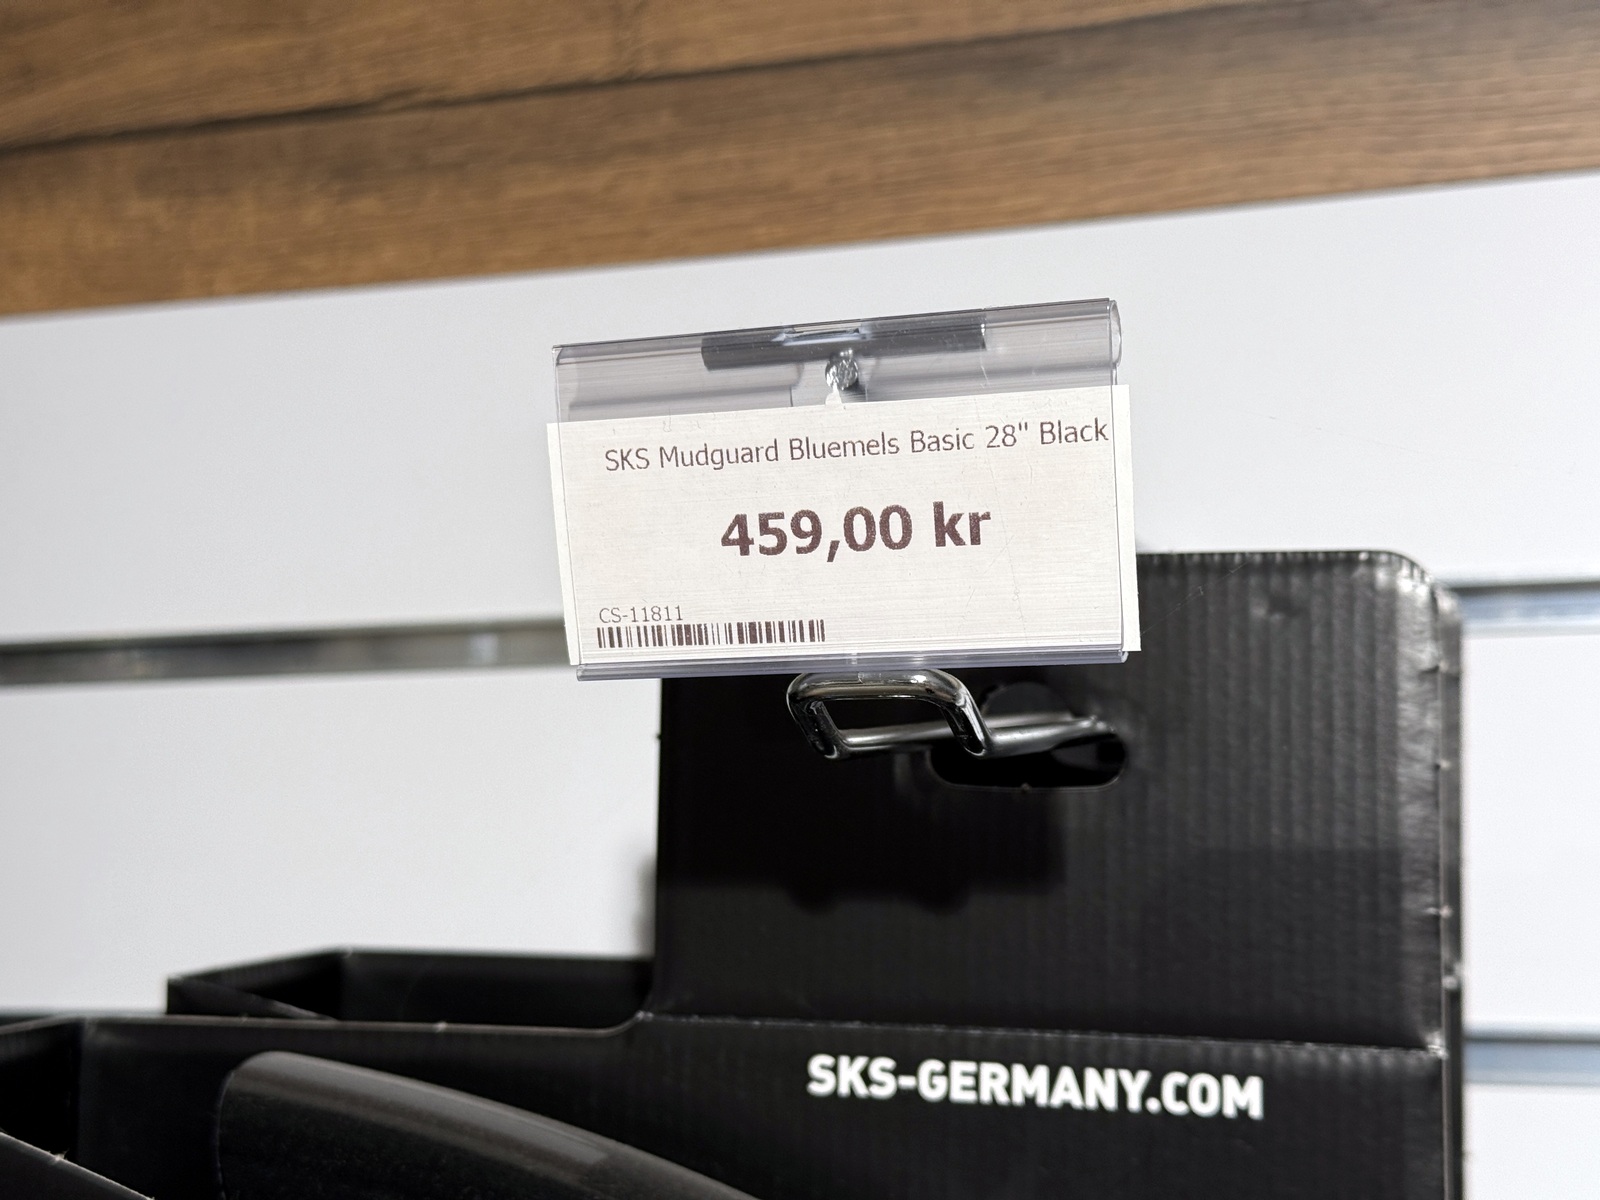 SKS Mudguard Bluemels Basic 28" Black
459,00 kr
CS-11811
SKS-GERMANY.COM